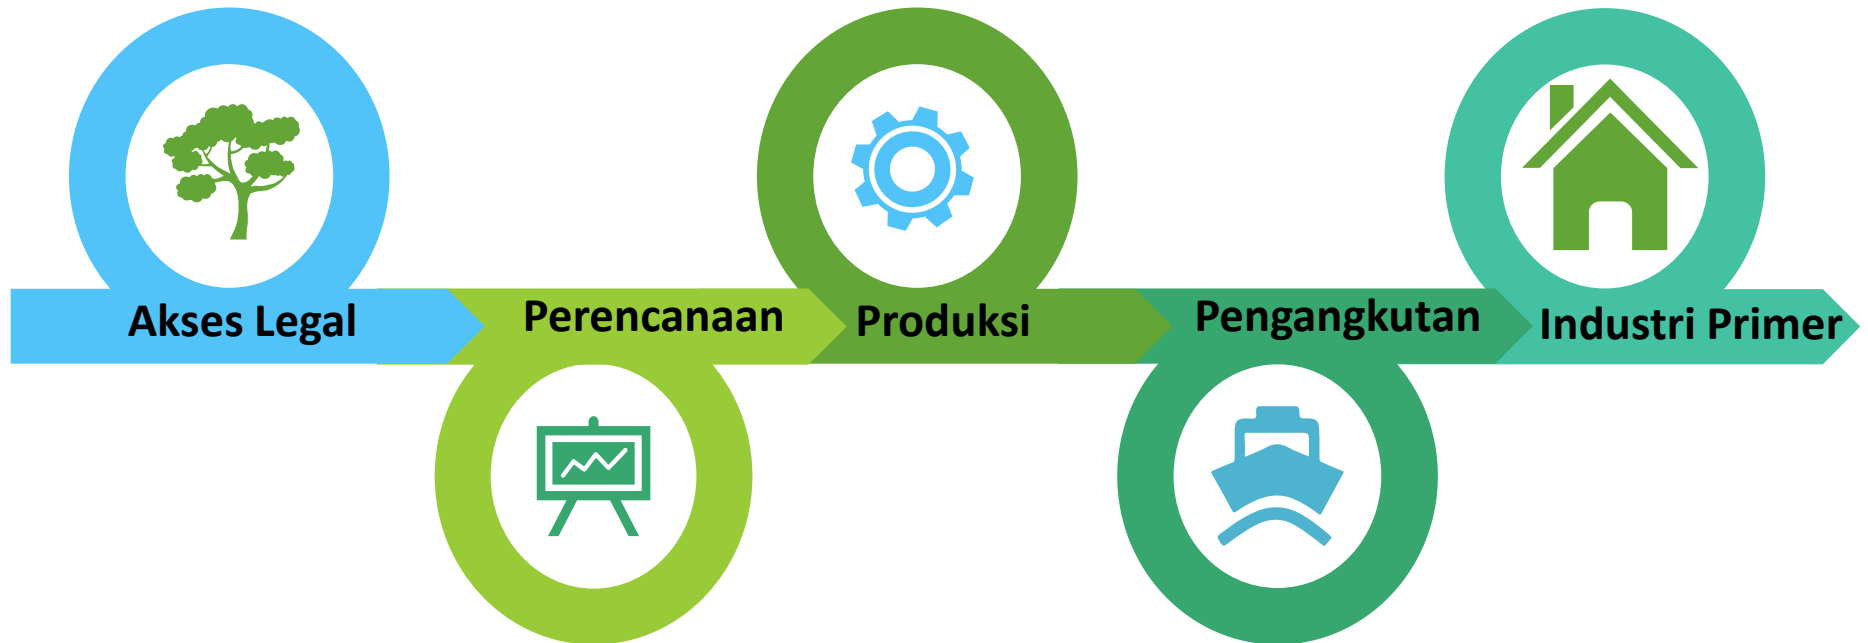 Akses Legal
Perencanaan
Produksi
Pengangkutan
Industri Primer